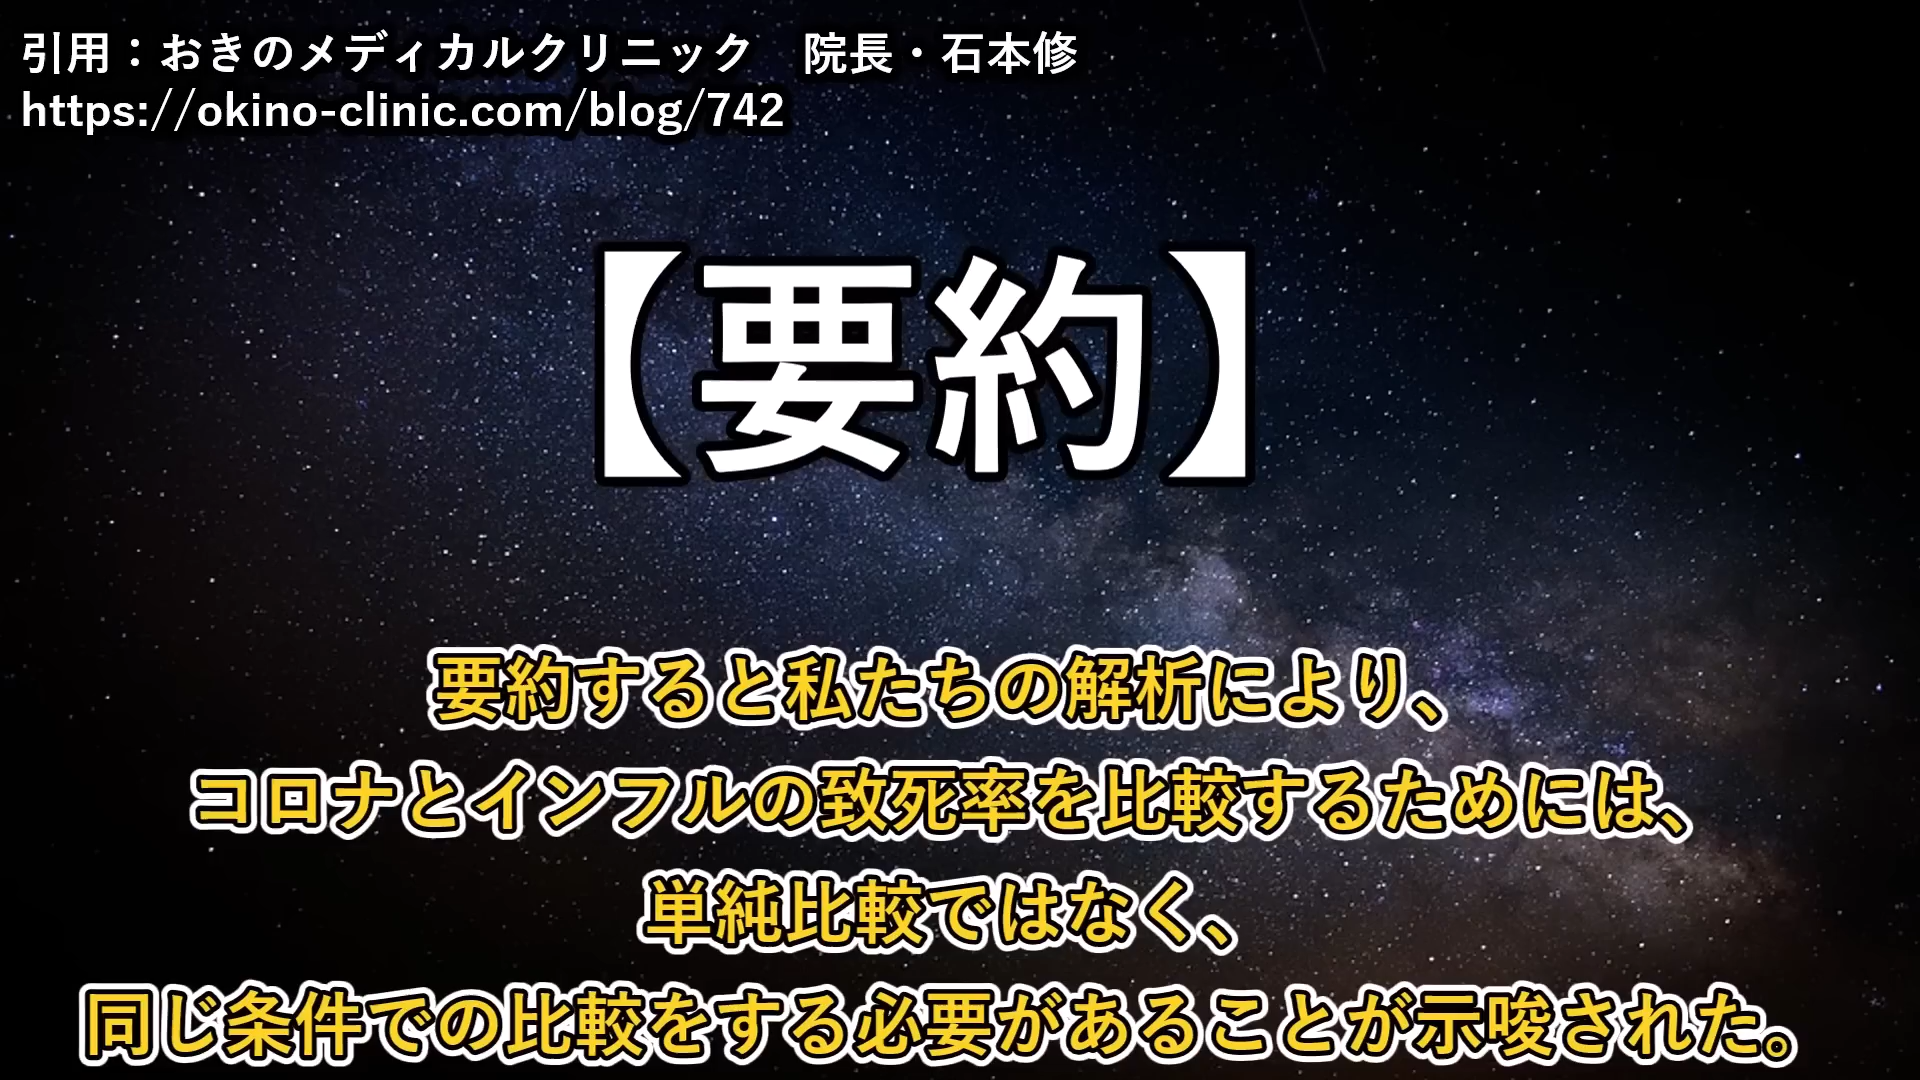 引用：おきのメディカルクリニック　院長・石本修
https://okino-clinic.com/blog/742
【要約】
要約すると私たちの解析により、
コロナとインフルの致死率を比較するためには、
単純比較ではなく、
同じ条件での比較をする必要があることが示唆された。